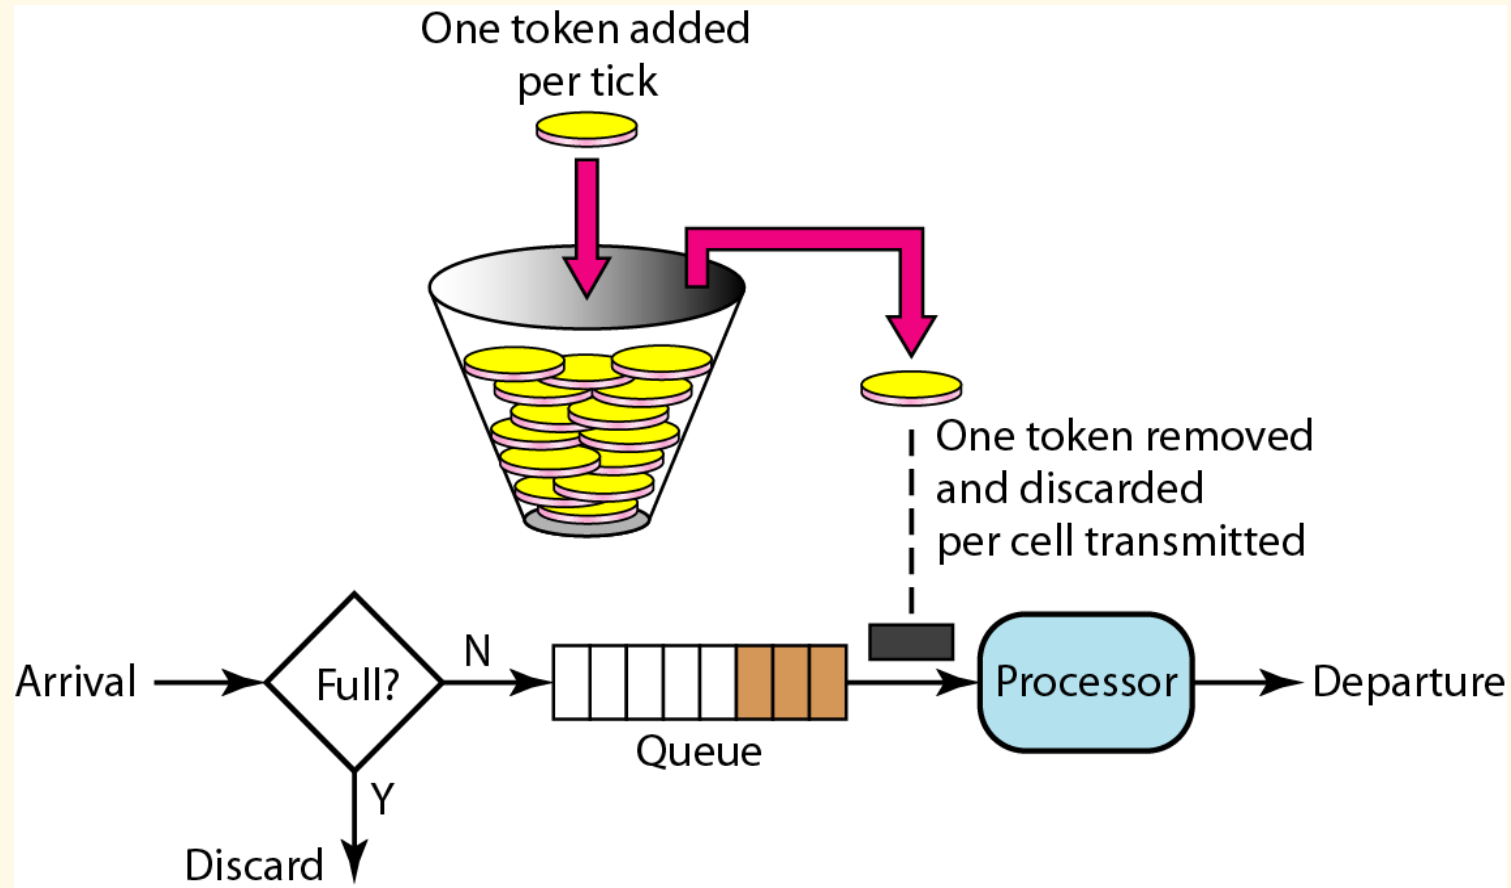 One token added
per tick
One token removed
and discarded
per cell transmitted
Arrival
Full?
N
Processor
Departure
Queue
Y
Discard